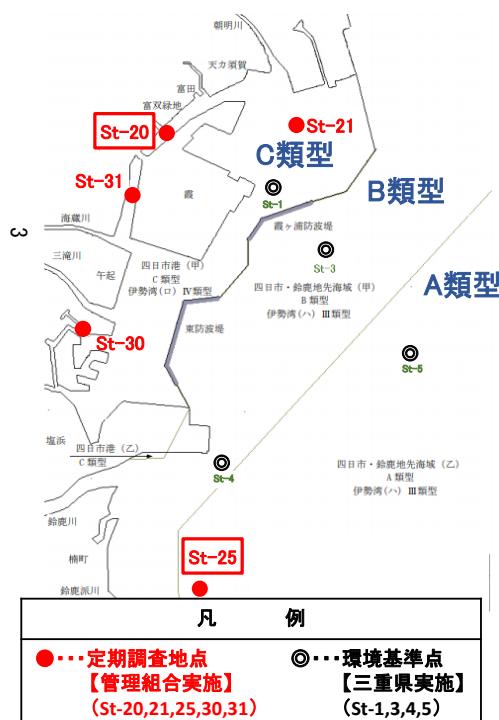 朝明川
天カ須賀
富田
富双緑地
St-20
St-21
C類型
St-31
霞
St-1
B類型
海蔵川
霞ヶ浦防波堤
3
三滝川
St-3
午起
四日市港（甲）
C類型
伊勢湾(ロ) Ⅳ類型
四日市・鈴鹿地先海域（甲）
B類型
伊勢湾(ハ) Ⅲ類型
A類型
St-30
東防波堤
St-5
塩浜
四日市港（乙）
C類型
St-4
四日市・鈴鹿地先海域（乙）
A類型
伊勢湾(ハ) Ⅲ類型
鈴鹿川
楠町
St-25
鈴鹿派川
凡 例
●･･･定期調査地点
【管理組合実施】
（St-20,21,25,30,31）
◎･･･環境基準点
【三重県実施】
（St-1,3,4,5）